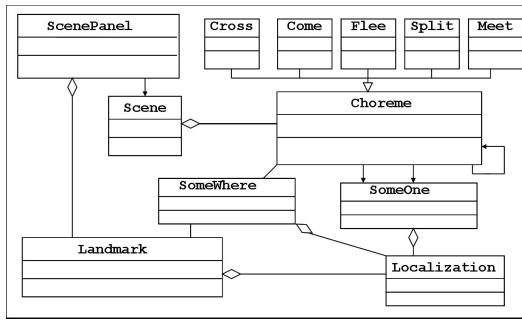 ScenePanel
Cross
Come
Flee
Split
Meet
Scene
Choreme
SomeWhere
SomeOne
Landmark
Localization